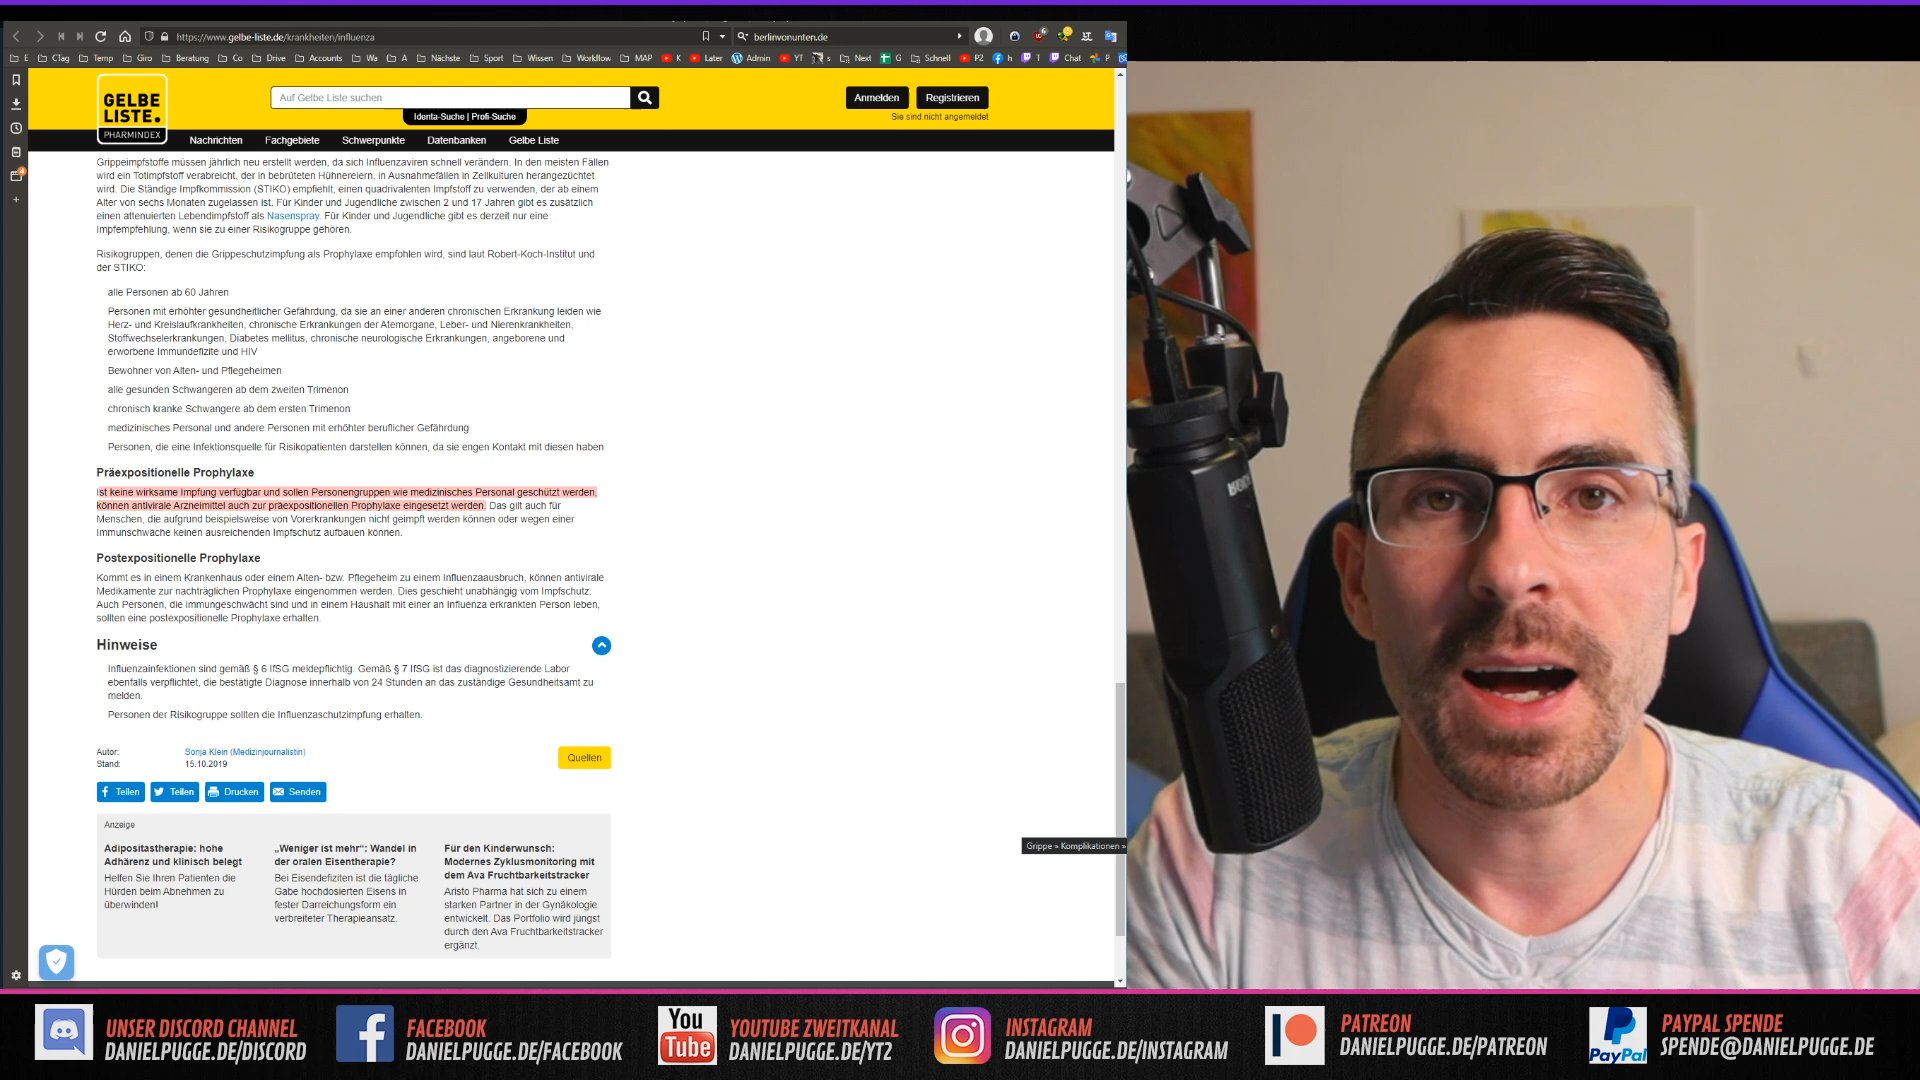 https://www.gelbe-liste.de/krankheiten/influenza
berlinvonunten.de
E CTag Temp Giro Beratung Co Drive Accounts Wa A Nächste Sport Wissen Workflow MAP K Later Admin YT s Next G Schnell P2 h T Chat P
GELBE
LISTE.
PHARMINDEX
Auf Gelbe Liste suchen
Identa-Suche | Profi-Suche
Anmelden
Registrieren
Sie sind nicht angemeldet
Nachrichten Fachgebiete Schwerpunkte Datenbanken Gelbe Liste
Grippeimpfstoffe müssen jährlich neu erstellt werden, da sich Influenzaviren schnell verändern. In den meisten Fällen
wird ein Totimpfstoff verabreicht, der in bebrüteten Hühnereiern, in Ausnahmefällen in Zellkulturen herangezüchtet
wird. Die Ständige Impfkommission (STIKO) empfiehlt, einen quadrivalenten Impfstoff zu verwenden, der ab einem
Alter von sechs Monaten zugelassen ist. Für Kinder und Jugendliche zwischen 2 und 17 Jahren gibt es zusätzlich
einen attenuierten Lebendimpfstoff als Nasenspray. Für Kinder und Jugendliche gibt es derzeit nur eine
Impfempfehlung, wenn sie zu einer Risikogruppe gehören.
Risikogruppen, denen die Grippeschutzimpfung als Prophylaxe empfohlen wird, sind laut Robert-Koch-Institut und
der STIKO:
alle Personen ab 60 Jahren
Personen mit erhöhter gesundheitlicher Gefährdung, da sie an einer anderen chronischen Erkrankung leiden wie
Herz- und Kreislaufkrankheiten, chronische Erkrankungen der Atemorgane, Leber- und Nierenkrankheiten,
Stoffwechselerkrankungen, Diabetes mellitus, chronische neurologische Erkrankungen, angeborene und
erworbene Immundefizite und HIV
Bewohner von Alten- und Pflegeheimen
alle gesunden Schwangeren ab dem zweiten Trimenon
chronisch kranke Schwangere ab dem ersten Trimenon
medizinisches Personal und andere Personen mit erhöhter beruflicher Gefährdung
Personen, die eine Infektionsquelle für Risikopatienten darstellen können, da sie engen Kontakt mit diesen haben
Präexpositionelle Prophylaxe
Ist keine wirksame Impfung verfügbar und sollen Personengruppen wie medizinisches Personal geschützt werden,
können antivirale Arzneimittel auch zur präexpositionellen Prophylaxe eingesetzt werden. Das gilt auch für
Menschen, die aufgrund beispielsweise von Vorerkrankungen nicht geimpft werden können oder wegen einer
Immunschwäche keinen ausreichenden Impfschutz aufbauen können.
Postexpositionelle Prophylaxe
Kommt es in einem Krankenhaus oder einem Alten- bzw. Pflegeheim zu einem Influenzaausbruch, können antivirale
Medikamente zur nachträglichen Prophylaxe eingenommen werden. Dies geschieht unabhängig vom Impfschutz.
Auch Personen, die immungeschwächt sind und in einem Haushalt mit einer an Influenza erkrankten Person leben,
sollten eine postexpositionelle Prophylaxe erhalten.
Hinweise
Influenzainfektionen sind gemäß § 6 IfSG meldepflichtig. Gemäß § 7 IfSG ist das diagnostizierende Labor
ebenfalls verpflichtet, die bestätigte Diagnose innerhalb von 24 Stunden an das zuständige Gesundheitsamt zu
melden.
Personen der Risikogruppe sollten die Influenzaschutzimpfung erhalten.
Autor: Sonja Klein (Medizinjournalistin)
Stand: 15.10.2019
Quellen
Teilen Teilen Drucken Senden
Anzeige
Adipositastherapie: hohe
Adhärenz und klinisch belegt
Helfen Sie Ihren Patienten die
Hürden beim Abnehmen zu
überwinden!
„Weniger ist mehr“: Wandel in
der oralen Eisentherapie?
Bei Eisendefiziten ist die tägliche
Gabe hochdosierten Eisens in
fester Darreichungsform ein
verbreiteter Therapieansatz.
Für den Kinderwunsch:
Modernes Zyklusmonitoring mit
dem Ava Fruchtbarkeitstracker
Aristo Pharma hat sich zu einem
starken Partner in der Gynäkologie
entwickelt. Das Portfolio wird jüngst
durch den Ava Fruchtbarkeitstracker
ergänzt.
Grippe » Komplikationen »
UNSER DISCORD CHANNEL
DANIELPUGGE.DE/DISCORD
FACEBOOK
DANIELPUGGE.DE/FACEBOOK
You
Tube
YOUTUBE ZWEITKANAL
DANIELPUGGE.DE/YT2
INSTAGRAM
DANIELPUGGE.DE/INSTAGRAM
PATREON
DANIELPUGGE.DE/PATREON
PayPal
PAYPAL SPENDE
SPENDE@DANIELPUGGE.DE